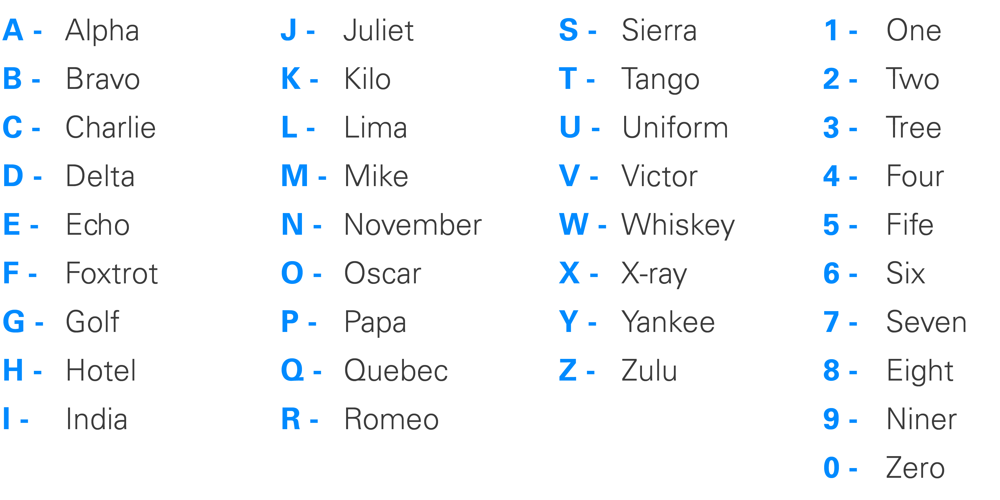 A - Alpha
B - Bravo
C - Charlie
D - Delta
E - Echo
F - Foxtrot
G - Golf
H - Hotel
I - India
J - Juliet
K - Kilo
L - Lima
M - Mike
N - November
O - Oscar
P - Papa
Q - Quebec
R - Romeo
S - Sierra
T - Tango
U - Uniform
V - Victor
W - Whiskey
X - X-ray
Y - Yankee
Z - Zulu
1 - One
2 - Two
3 - Tree
4 - Four
5 - Fife
6 - Six
7 - Seven
8 - Eight
9 - Niner
0 - Zero